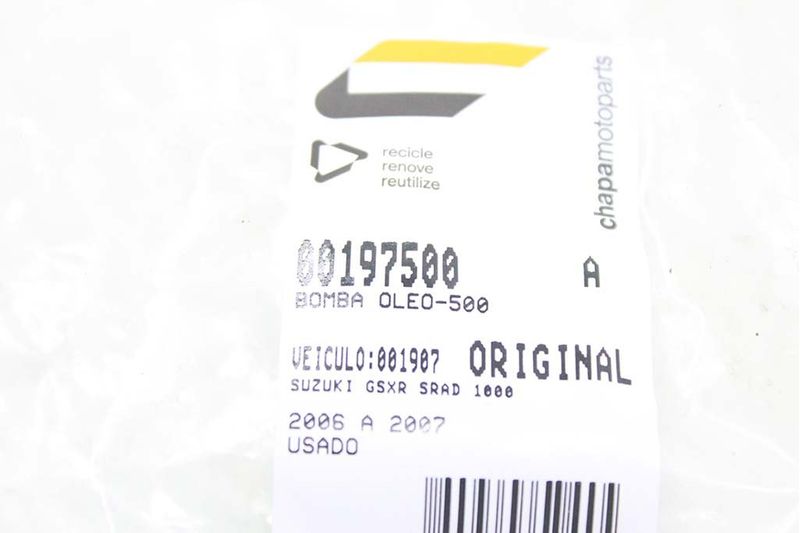 recicle
renove
reutilize
chapamotoparts
00197500 A
BOMBA OLEO-500
VEICULO:001907 ORIGINAL
SUZUKI GSXR SRAD 1000
2006 A 2007
USADO